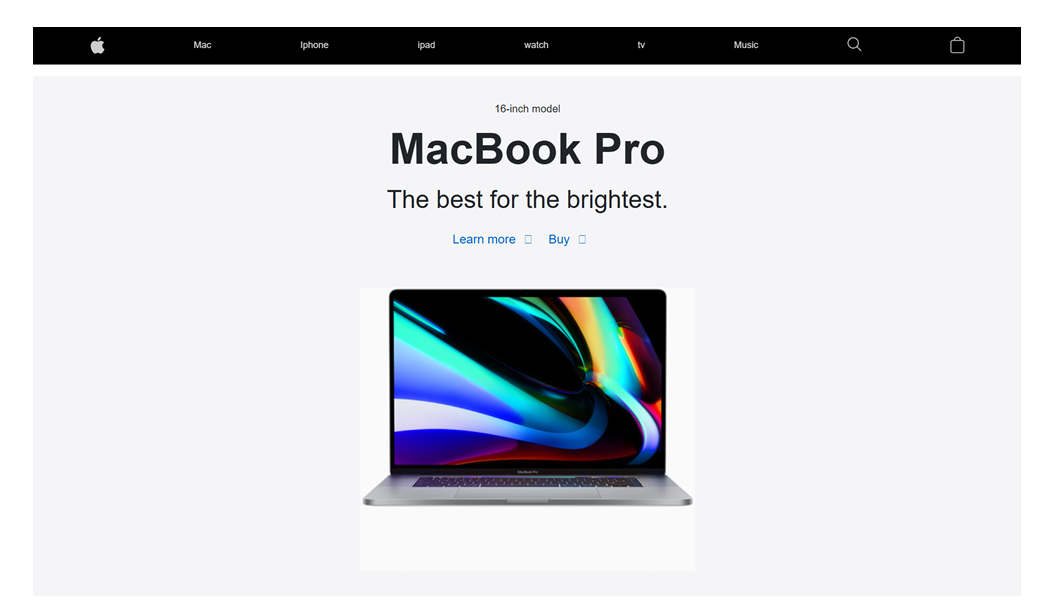 Mac Iphone ipad watch tv Music
16-inch model
MacBook Pro
The best for the brightest.
Learn more Buy
MacBook Pro